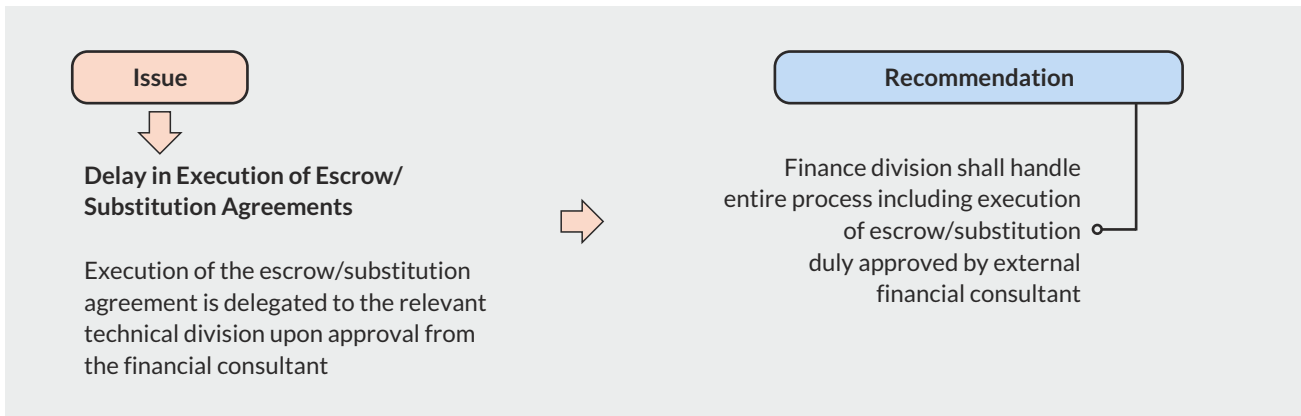 Issue
Delay in Execution of Escrow/
Substitution Agreements
Execution of the escrow/substitution
agreement is delegated to the relevant
technical division upon approval from
the financial consultant
Recommendation
Finance division shall handle
entire process including execution
of escrow/substitution
duly approved by external
financial consultant